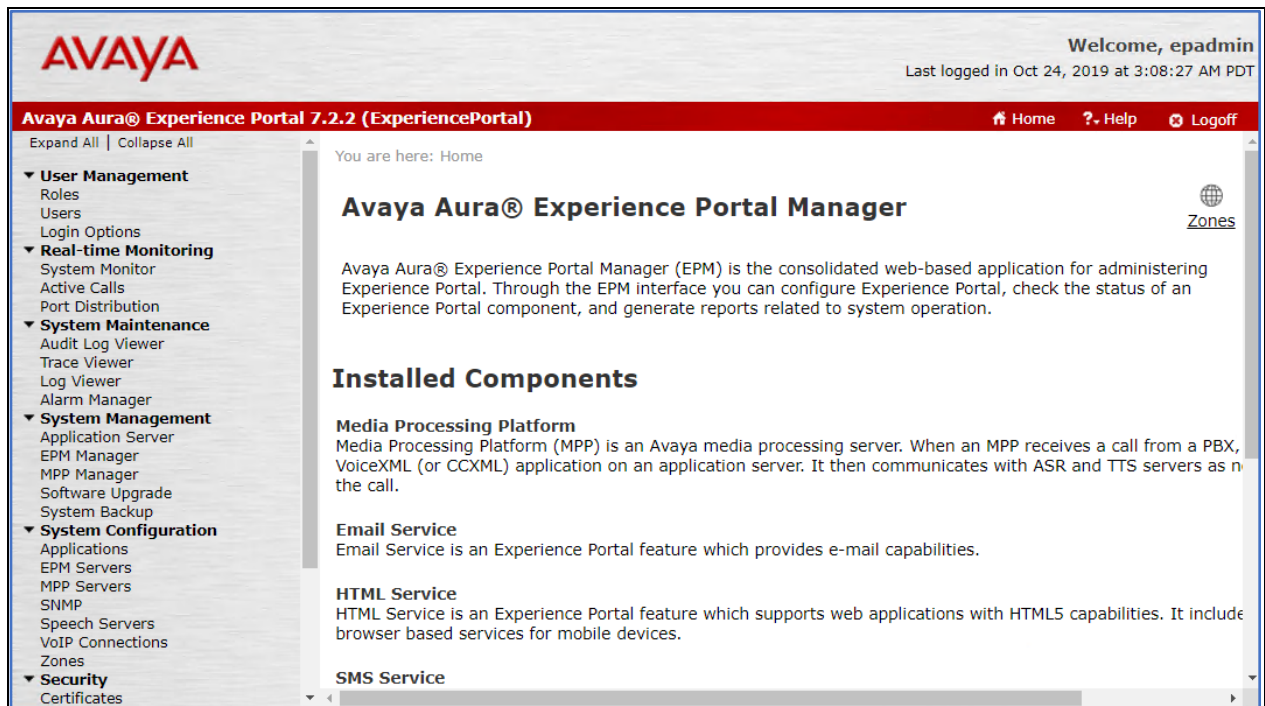 AVAYA
Welcome, epadmin
Last logged in Oct 24, 2019 at 3:08:27 AM PDT
Avaya Aura® Experience Portal 7.2.2 (ExperiencePortal)
Home
?
Help
Logoff
Expand All | Collapse All
User Management
Roles
Users
Login Options
Real-time Monitoring
System Monitor
Active Calls
Port Distribution
System Maintenance
Audit Log Viewer
Trace Viewer
Log Viewer
Alarm Manager
System Management
Application Server
EPM Manager
MPP Manager
Software Upgrade
System Backup
System Configuration
Applications
EPM Servers
MPP Servers
SNMP
Speech Servers
VoIP Connections
Zones
Security
Certificates
You are here: Home
Avaya Aura® Experience Portal Manager
Zones
Avaya Aura® Experience Portal Manager (EPM) is the consolidated web-based application for administering
Experience Portal. Through the EPM interface you can configure Experience Portal, check the status of an
Experience Portal component, and generate reports related to system operation.
Installed Components
Media Processing Platform
Media Processing Platform (MPP) is an Avaya media processing server. When an MPP receives a call from a PBX,
VoiceXML (or CCXML) application on an application server. It then communicates with ASR and TTS servers as
the call.
Email Service
Email Service is an Experience Portal feature which provides e-mail capabilities.
HTML Service
HTML Service is an Experience Portal feature which supports web applications with HTML5 capabilities. It include
browser based services for mobile devices.
SMS Service